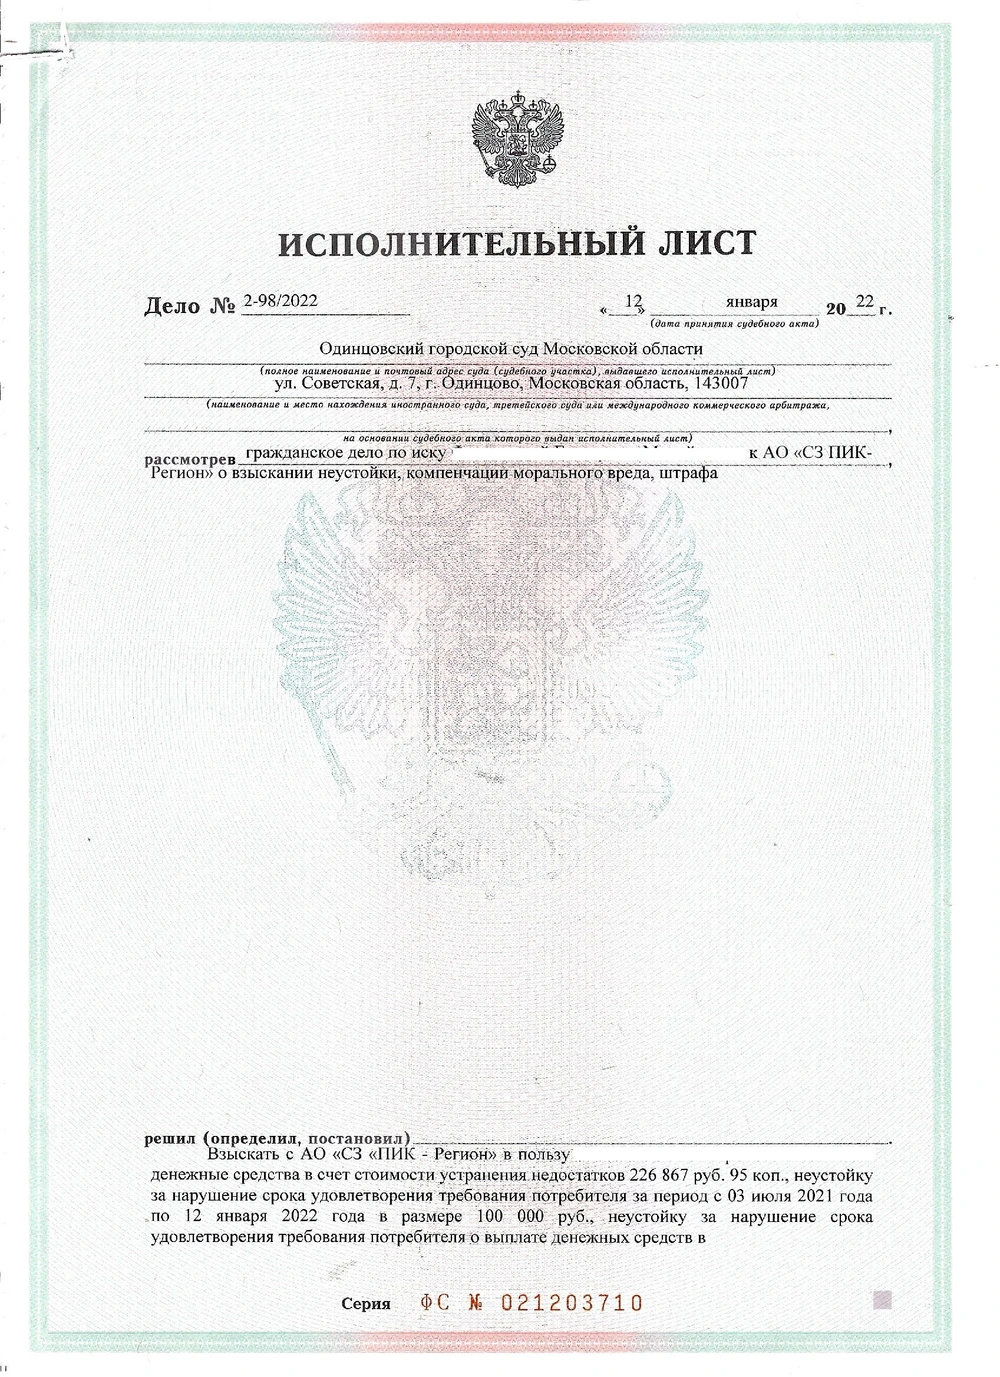 ИСПОЛНИТЕЛЬНЫЙ ЛИСТ
Дело № 2-98/2022 «12» января 2022 г.
(дата принятия судебного акта)
Одинцовский городской суд Московской области
(полное наименование и почтовый адрес суда (судебного участка), выдавшего исполнительный лист)
ул. Советская, д. 7, г. Одинцово, Московская область, 143007
(наименование и место нахождения иностранного суда, третейского суда или международного коммерческого арбитража,
,
на основании судебного акта которого выдан исполнительный лист)
рассмотрев гражданское дело по иску к АО «СЗ ПИК-
Регион» о взыскании неустойки, компенчации морального вреда, штрафа ,
решил (определил, постановил) .
Взыскать с АО «СЗ «ПИК - Регион» в пользу
денежные средства в счет стоимости устранения недостатков 226 867 руб. 95 коп., неустойку
за нарушение срока удовлетворения требования потребителя за период с 03 июля 2021 года
по 12 января 2022 года в размере 100 000 руб., неустойку за нарушение срока
удовлетворения требования потребителя о выплате денежных средств в
Серия ФС № 021203710